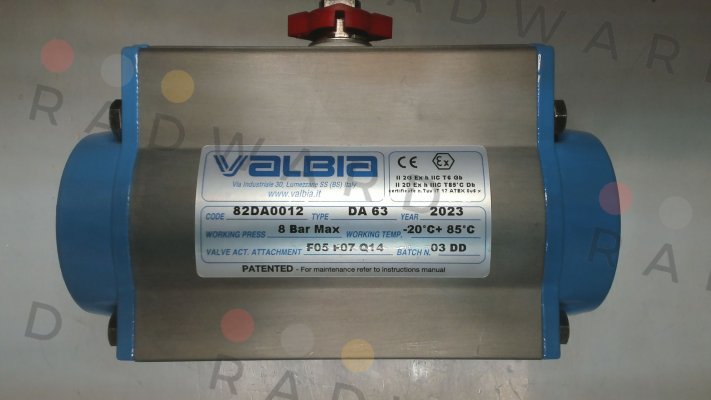 VALBIA
Via Industriale 30, Lumezzane SS (BS) Italy
www.valbia.it
CE Ex
II 2G Ex h IIC T6 Gb
II 2D Ex h IIIC T85°C Db
CODE 82DA0012 TYPE DA 63 YEAR 2023
WORKING PRESS 8 Bar Max WORKING TEMP. -20°C+ 85°C
VALVE ACT. ATTACHMENT F05 F07 Q14 BATCH N. 03 DD
PATENTED - For maintenance refer to instructions manual
RADWARD